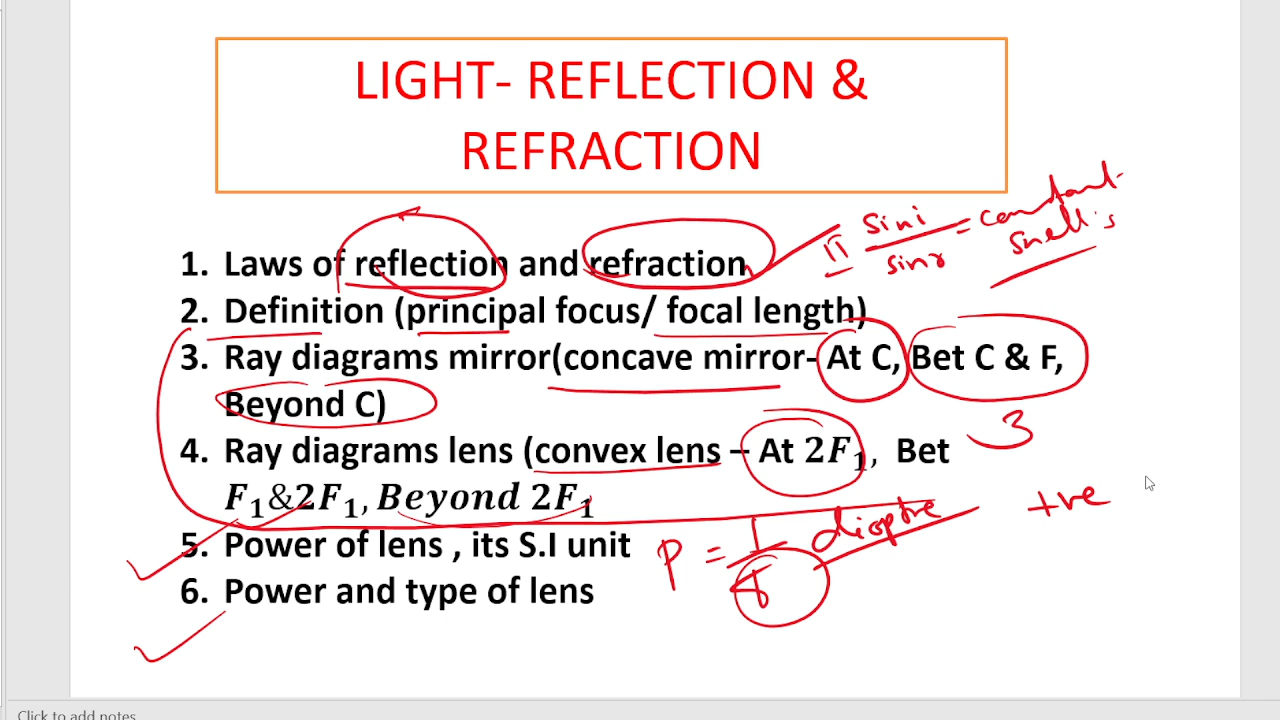 LIGHT- REFLECTION &
REFRACTION
1. Laws of reflection and refraction
II sin i / sin r = constant
snell's
2. Definition (principal focus/ focal length)
3. Ray diagrams mirror(concave mirror- At C, Bet C & F,
Beyond C)
3
4. Ray diagrams lens (convex lens – At 2F₁, Bet
F₁&2F₁, Beyond 2F₁
+ve
5. Power of lens , its S.I unit
P = 1/f dioptre
6. Power and type of lens
Click to add notes